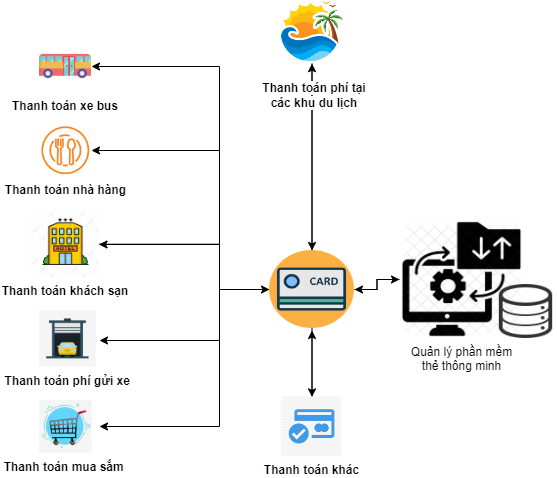 Thanh toán xe bus
Thanh toán nhà hàng
HOTEL
Thanh toán khách sạn
Thanh toán phí gửi xe
Thanh toán mua sắm
Thanh toán phí tại
các khu du lịch
CARD
Thanh toán khác
Quản lý phần mềm
thẻ thông minh